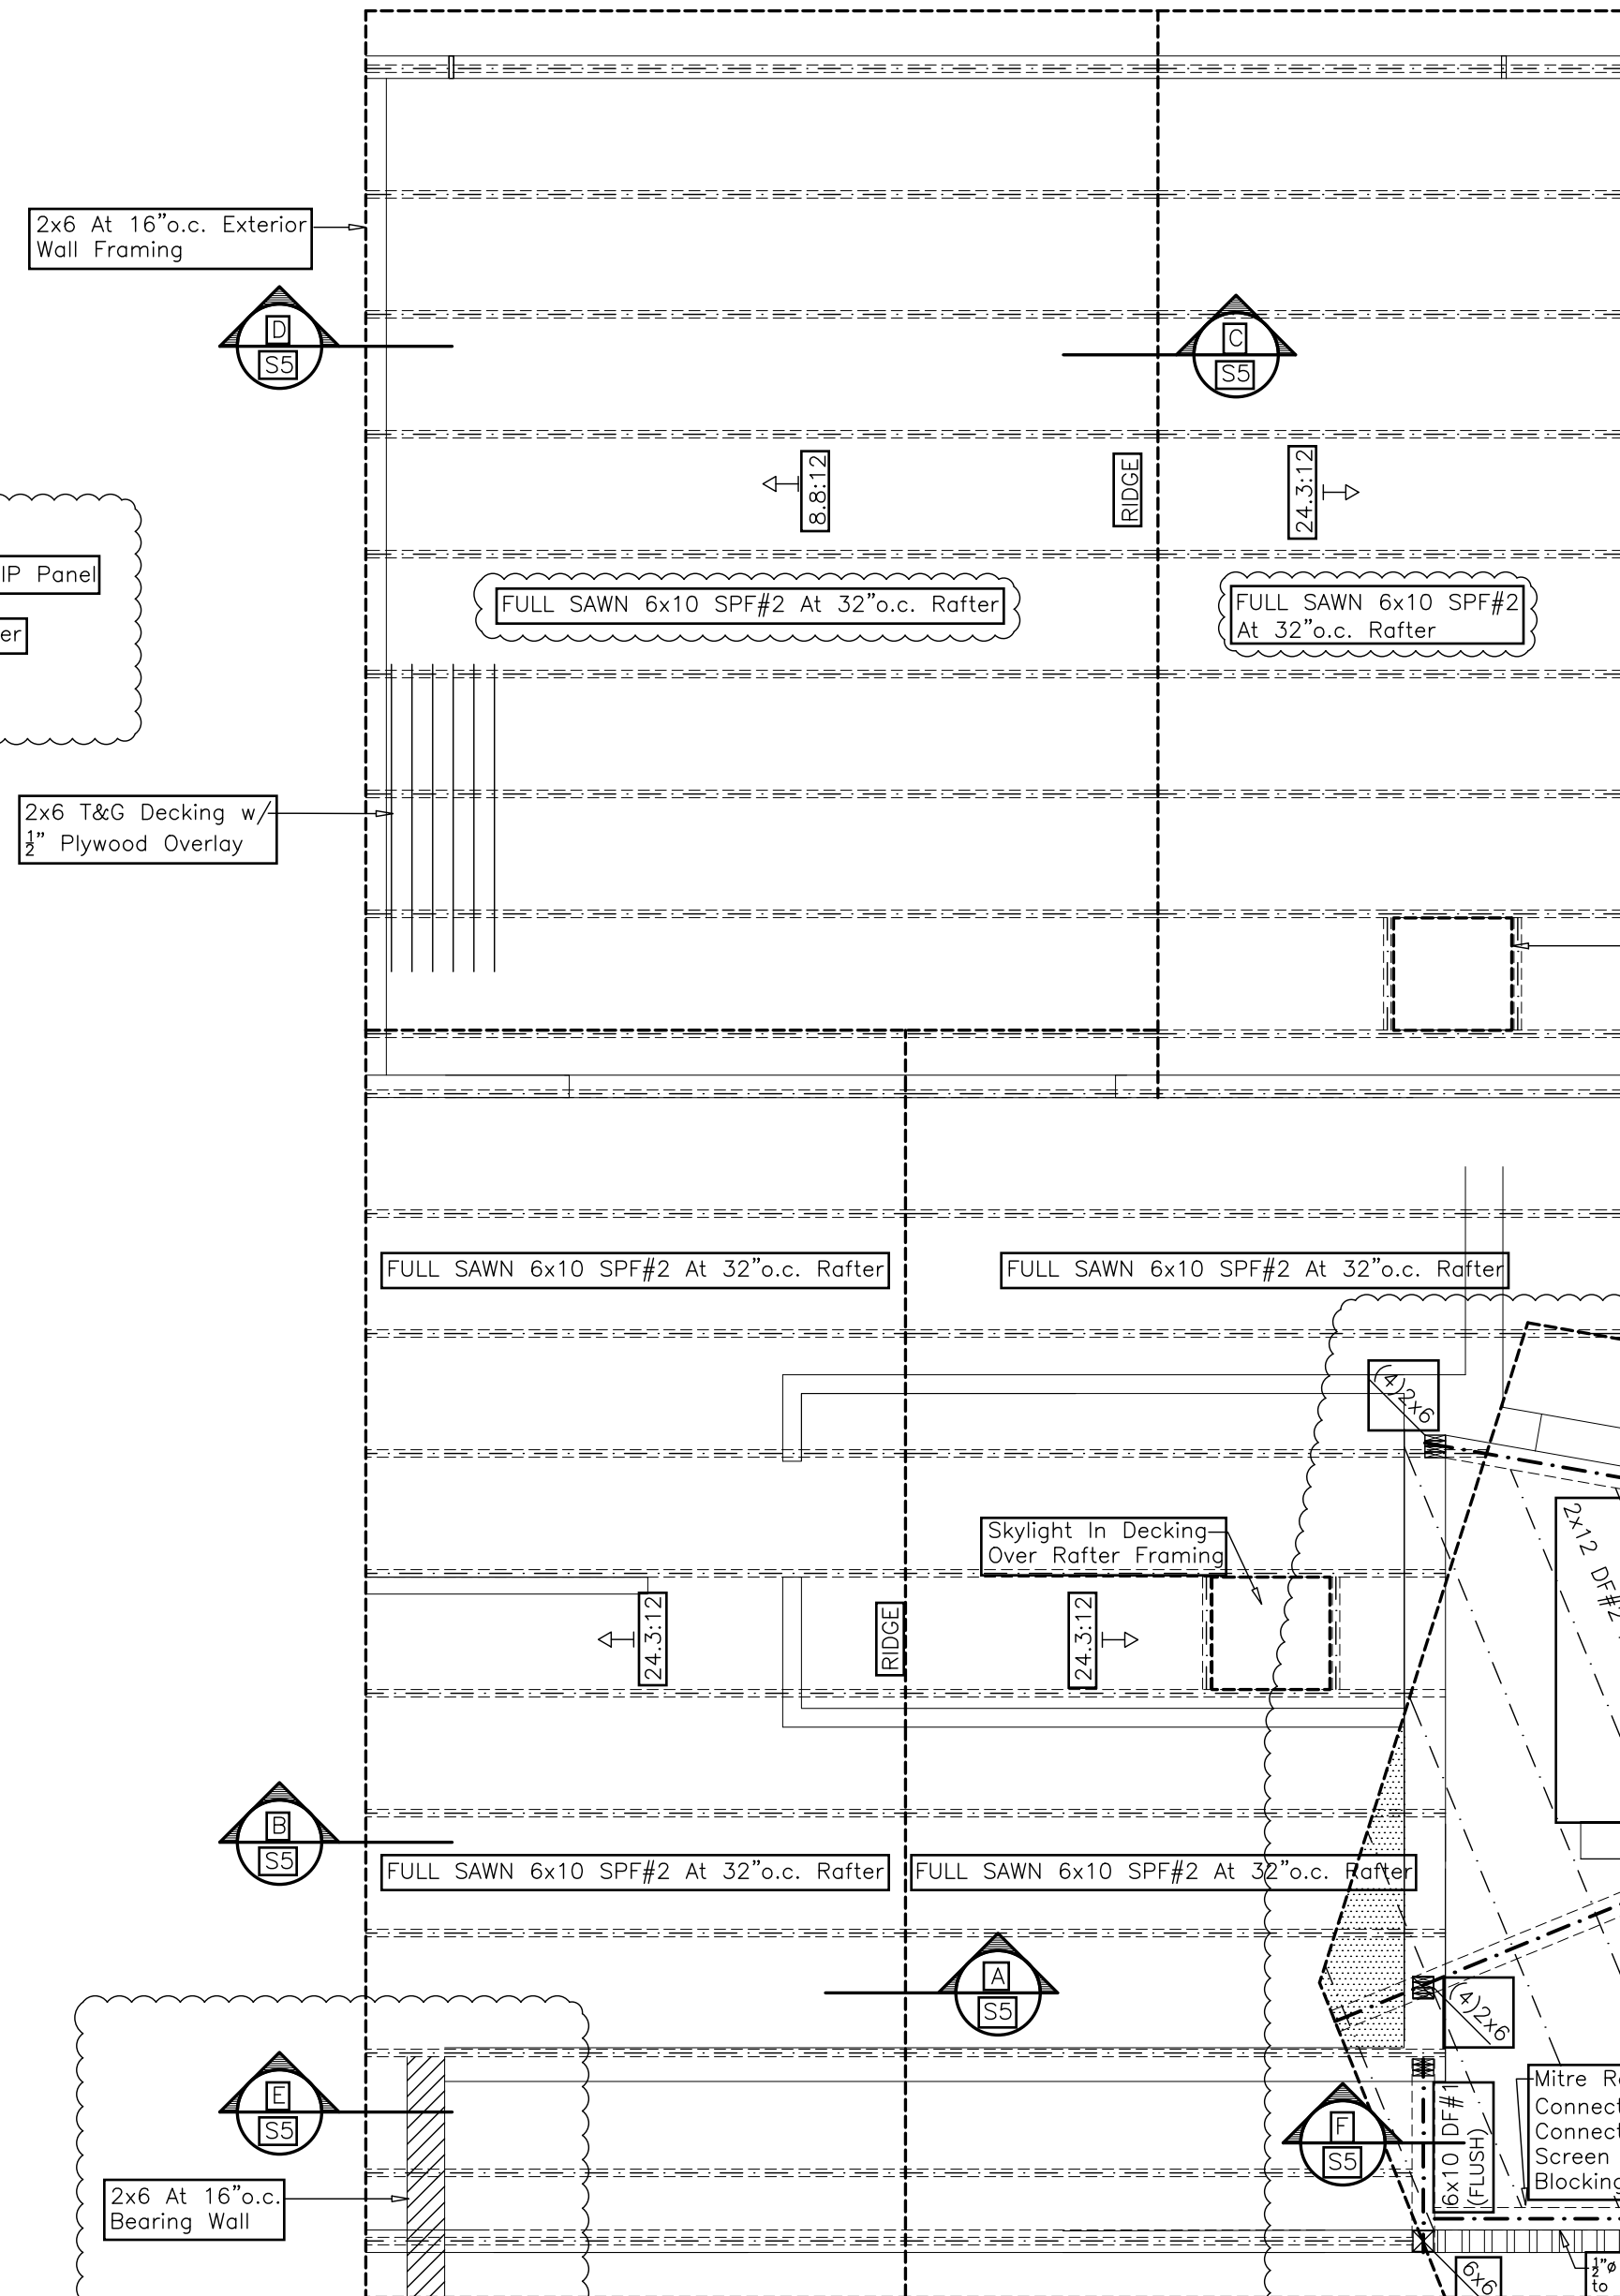 2x6 At 16"o.c. Exterior
Wall Framing
D
S5
C
S5
8.8:12
RIDGE
24.3:12
IP Panel
FULL SAWN 6x10 SPF#2 At 32"o.c. Rafter
FULL SAWN 6x10 SPF#2
At 32"o.c. Rafter
er
2x6 T&G Decking w/
½" Plywood Overlay
FULL SAWN 6x10 SPF#2 At 32"o.c. Rafter
FULL SAWN 6x10 SPF#2 At 32"o.c. Rafter
(4)2x6
Skylight In Decking
Over Rafter Framing
2x12 DF#2
24.3:12
RIDGE
24.3:12
B
S5
FULL SAWN 6x10 SPF#2 At 32"o.c. Rafter
FULL SAWN 6x10 SPF#2 At 32"o.c. Rafter
A
S5
(4)2x6
E
S5
F
S5
6x10 DF#1
(FLUSH)
Mitre R
Connect
Connect
Screen
Blocking
2x6 At 16"o.c.
Bearing Wall
6x6
½"ø
to